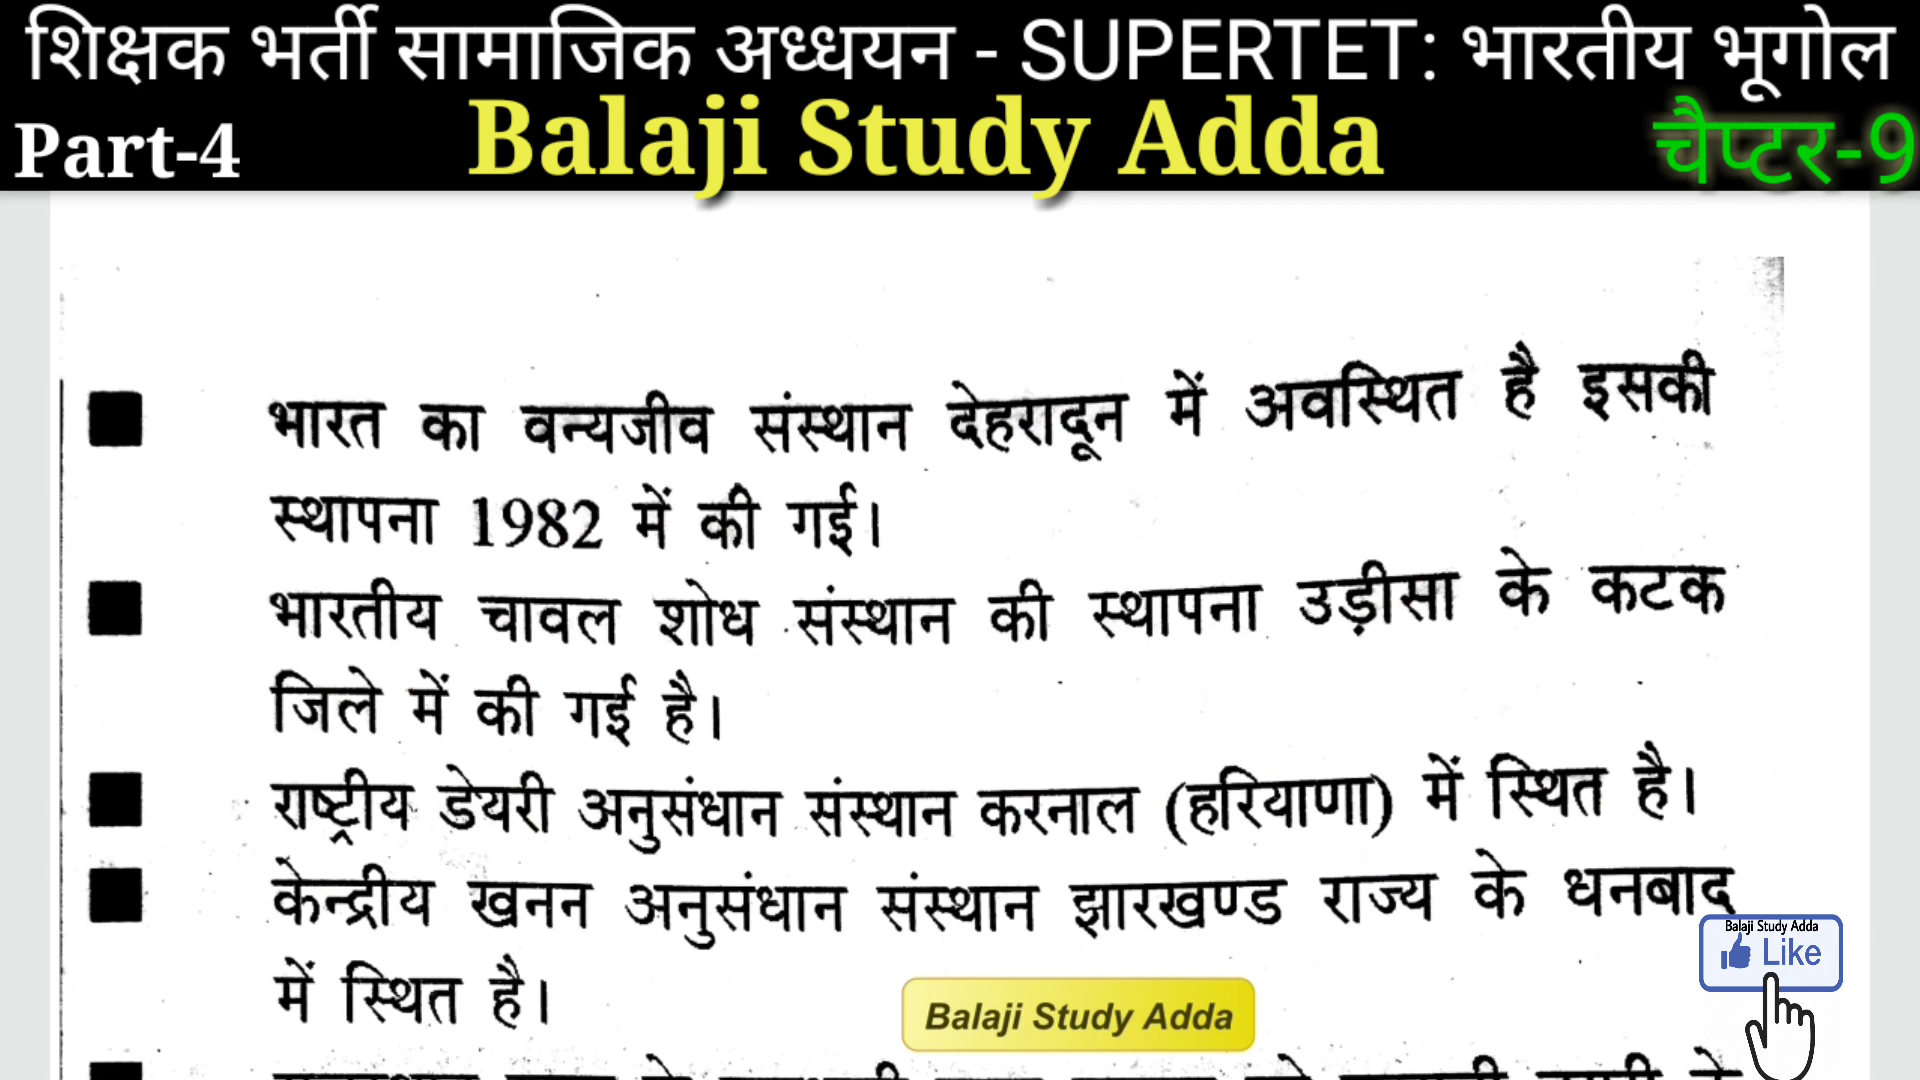 शिक्षक भर्ती सामाजिक अध्धयन - SUPERTET: भारतीय भूगोल
Part-4 Balaji Study Adda चैप्टर-9
भारत का वन्यजीव संस्थान देहरादून में अवस्थित है इसकी
स्थापना 1982 में की गई।
भारतीय चावल शोध संस्थान की स्थापना उड़ीसा के कटक
जिले में की गई है।
राष्ट्रीय डेयरी अनुसंधान संस्थान करनाल (हरियाणा) में स्थित है।
केन्द्रीय खनन अनुसंधान संस्थान झारखण्ड राज्य के धनबाद
में स्थित है।
Balaji Study Adda
Like
Balaji Study Adda